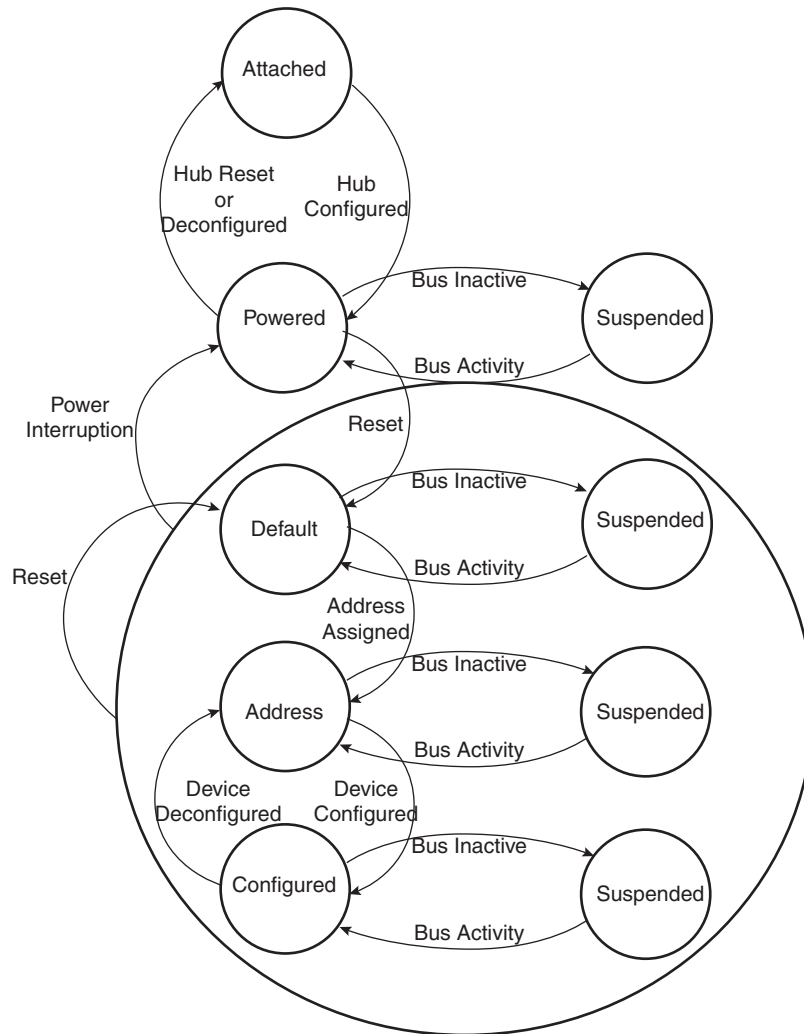 Attached
Hub Reset
or
Deconfigured
Hub
Configured
Powered
Bus Inactive
Suspended
Bus Activity
Power
Interruption
Reset
Default
Bus Inactive
Suspended
Bus Activity
Reset
Address
Assigned
Address
Bus Inactive
Suspended
Bus Activity
Device
Deconfigured
Device
Configured
Configured
Bus Inactive
Suspended
Bus Activity